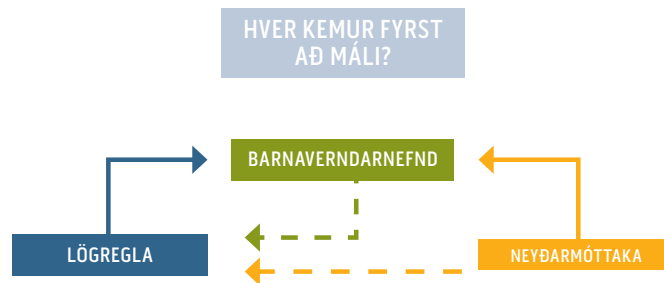 HVER KEMUR FYRST
AÐ MÁLI?
BARNAVERNDARNEFND
LÖGREGLA
NEYÐARMÓTTAKA